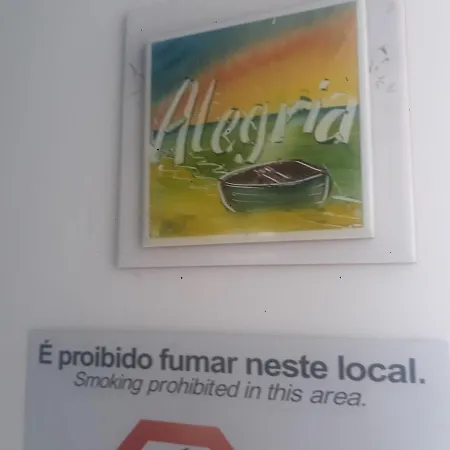 Alegria
É proibido fumar neste local.
Smoking prohibited in this area.